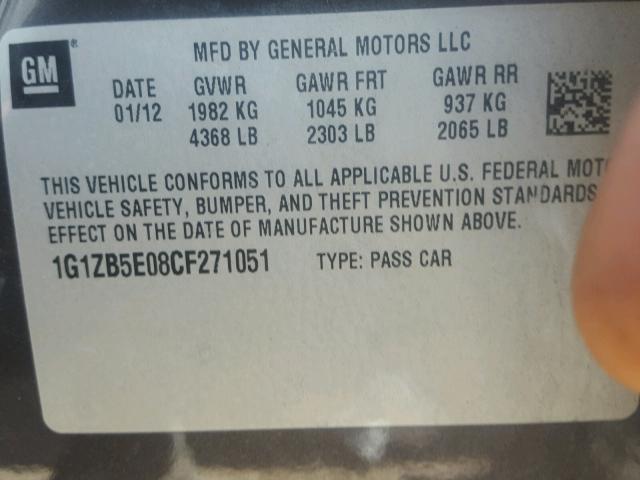 GM ®
MFD BY GENERAL MOTORS LLC
DATE GVWR GAWR FRT GAWR RR
01/12 1982 KG 1045 KG 937 KG
4368 LB 2303 LB 2065 LB
THIS VEHICLE CONFORMS TO ALL APPLICABLE U.S. FEDERAL MOTO
VEHICLE SAFETY, BUMPER, AND THEFT PREVENTION STANDARDS
EFFECT ON THE DATE OF MANUFACTURE SHOWN ABOVE.
1G1ZB5E08CF271051 TYPE: PASS CAR